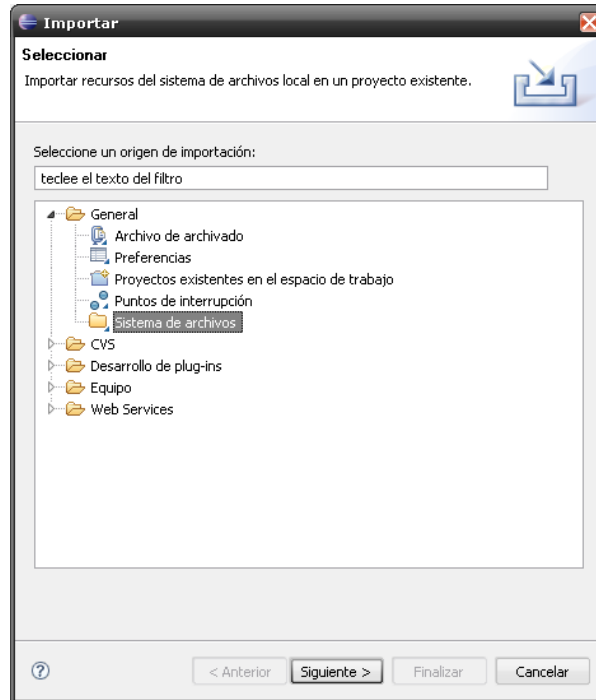 Importar
Seleccionar
Importar recursos del sistema de archivos local en un proyecto existente.
Seleccione un origen de importación:
teclee el texto del filtro
General
Archivo de archivado
Preferencias
Proyectos existentes en el espacio de trabajo
Puntos de interrupción
Sistema de archivos
CVS
Desarrollo de plug-ins
Equipo
Web Services
< Anterior Siguiente > Finalizar Cancelar